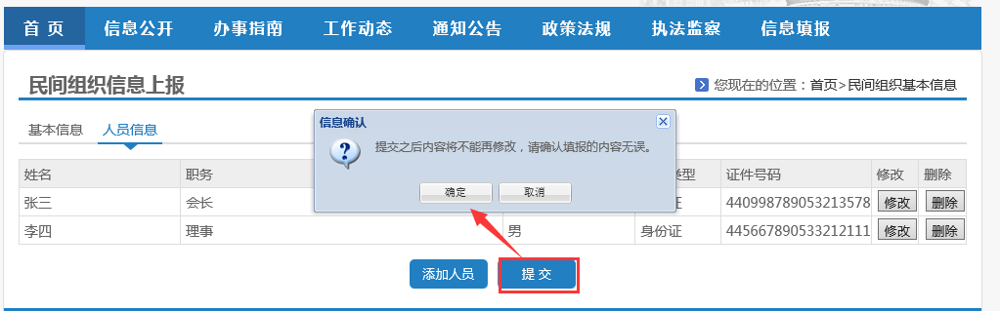 首 页 信息公开 办事指南 工作动态 通知公告 政策法规 执法监察 信息填报
民间组织信息上报 您现在的位置：首页>民间组织基本信息
基本信息 人员信息
信息确认
提交之后内容将不能再修改，请确认填报的内容无误。
确定 取消
姓名 职务 类型 证件号码 修改 删除
张三 会长 证 440998789053213578 修改 删除
李四 理事 男 身份证 445667890533212111 修改 删除
添加人员 提 交